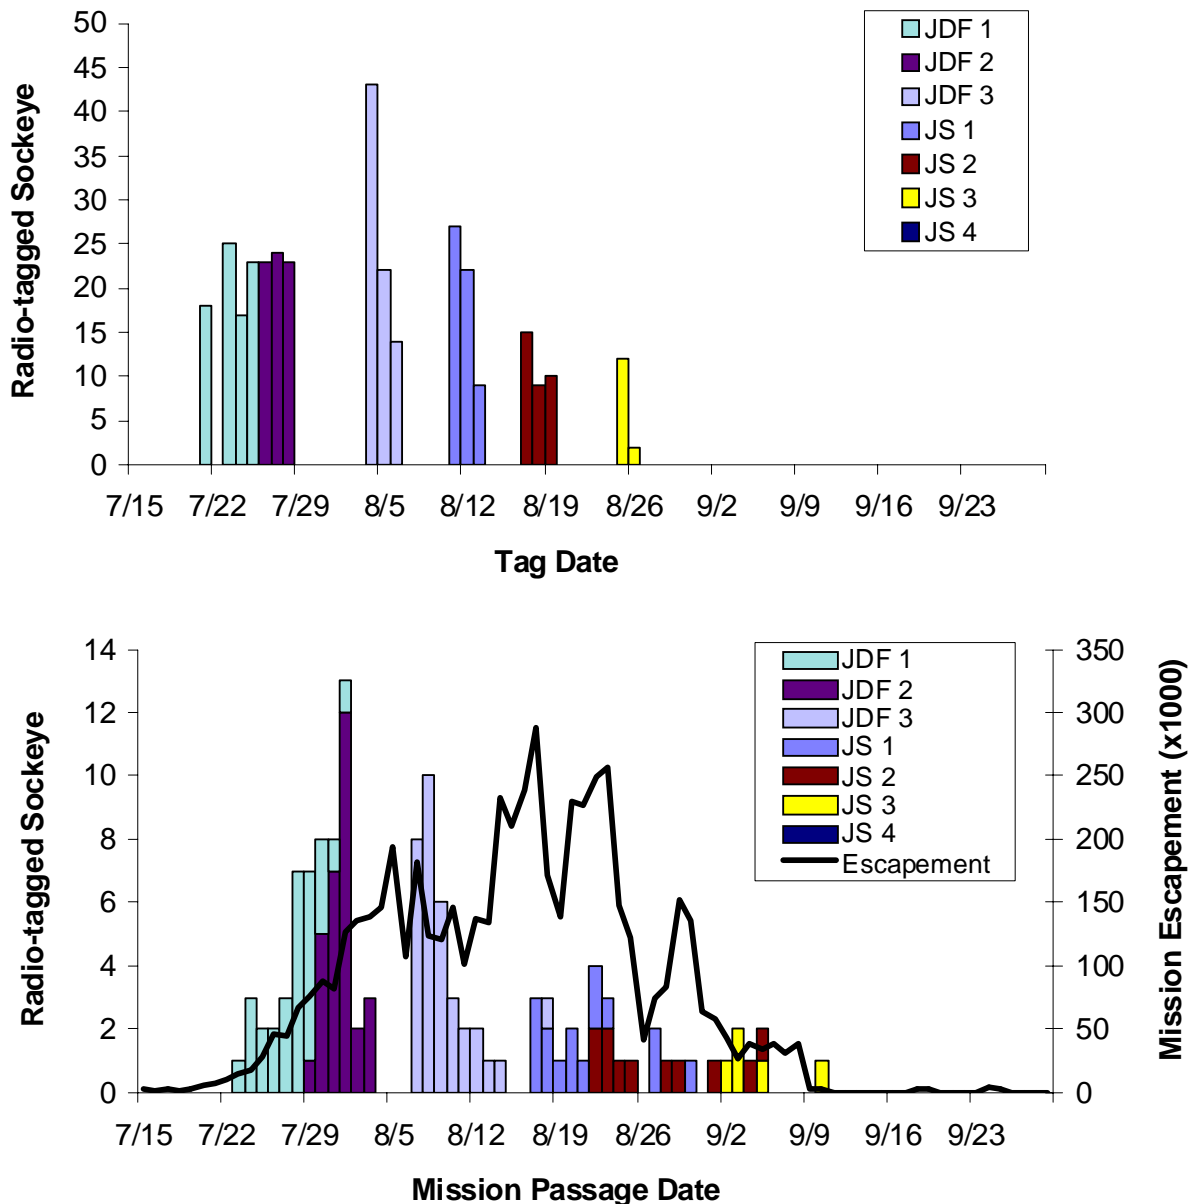 Radio-tagged Sockeye
50
45
40
35
30
25
20
15
10
5
0
7/15 7/22 7/29 8/5 8/12 8/19 8/26 9/2 9/9 9/16 9/23
Tag Date
JDF 1
JDF 2
JDF 3
JS 1
JS 2
JS 3
JS 4
Radio-tagged Sockeye
14
12
10
8
6
4
2
0
7/15 7/22 7/29 8/5 8/12 8/19 8/26 9/2 9/9 9/16 9/23
Mission Passage Date
JDF 1
JDF 2
JDF 3
JS 1
JS 2
JS 3
JS 4
Escapement
350
300
250
200
150
100
50
0
Mission Escapement (x1000)